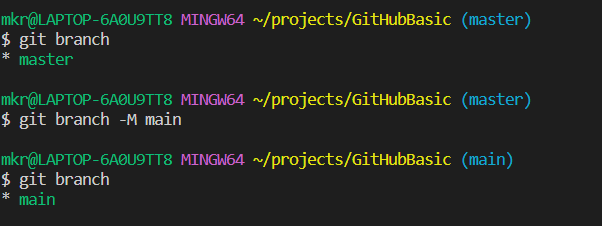 mkr@LAPTOP-6A0U9TT8 MINGW64 ~/projects/GitHubBasic (master)
$ git branch
* master
mkr@LAPTOP-6A0U9TT8 MINGW64 ~/projects/GitHubBasic (master)
$ git branch -M main
mkr@LAPTOP-6A0U9TT8 MINGW64 ~/projects/GitHubBasic (main)
$ git branch
* main